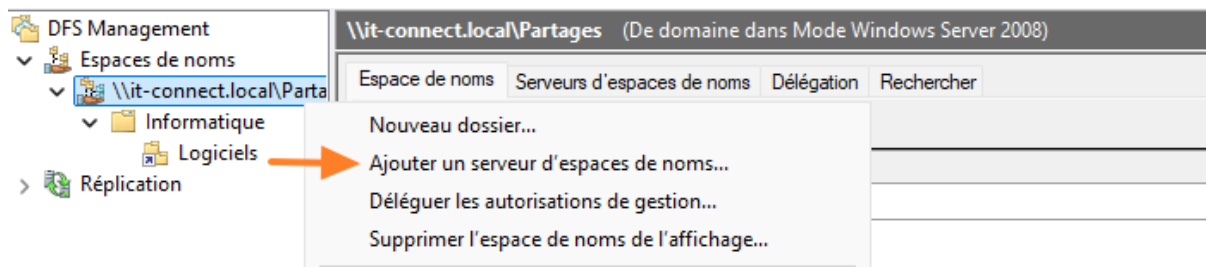 DFS Management
Espaces de noms
\\it-connect.local\Parta
Informatique
Logiciels
Réplication
\\it-connect.local\Partages (De domaine dans Mode Windows Server 2008)
Espace de noms Serveurs d'espaces de noms Délégation Rechercher
Nouveau dossier...
Ajouter un serveur d'espaces de noms...
Déléguer les autorisations de gestion...
Supprimer l'espace de noms de l'affichage...